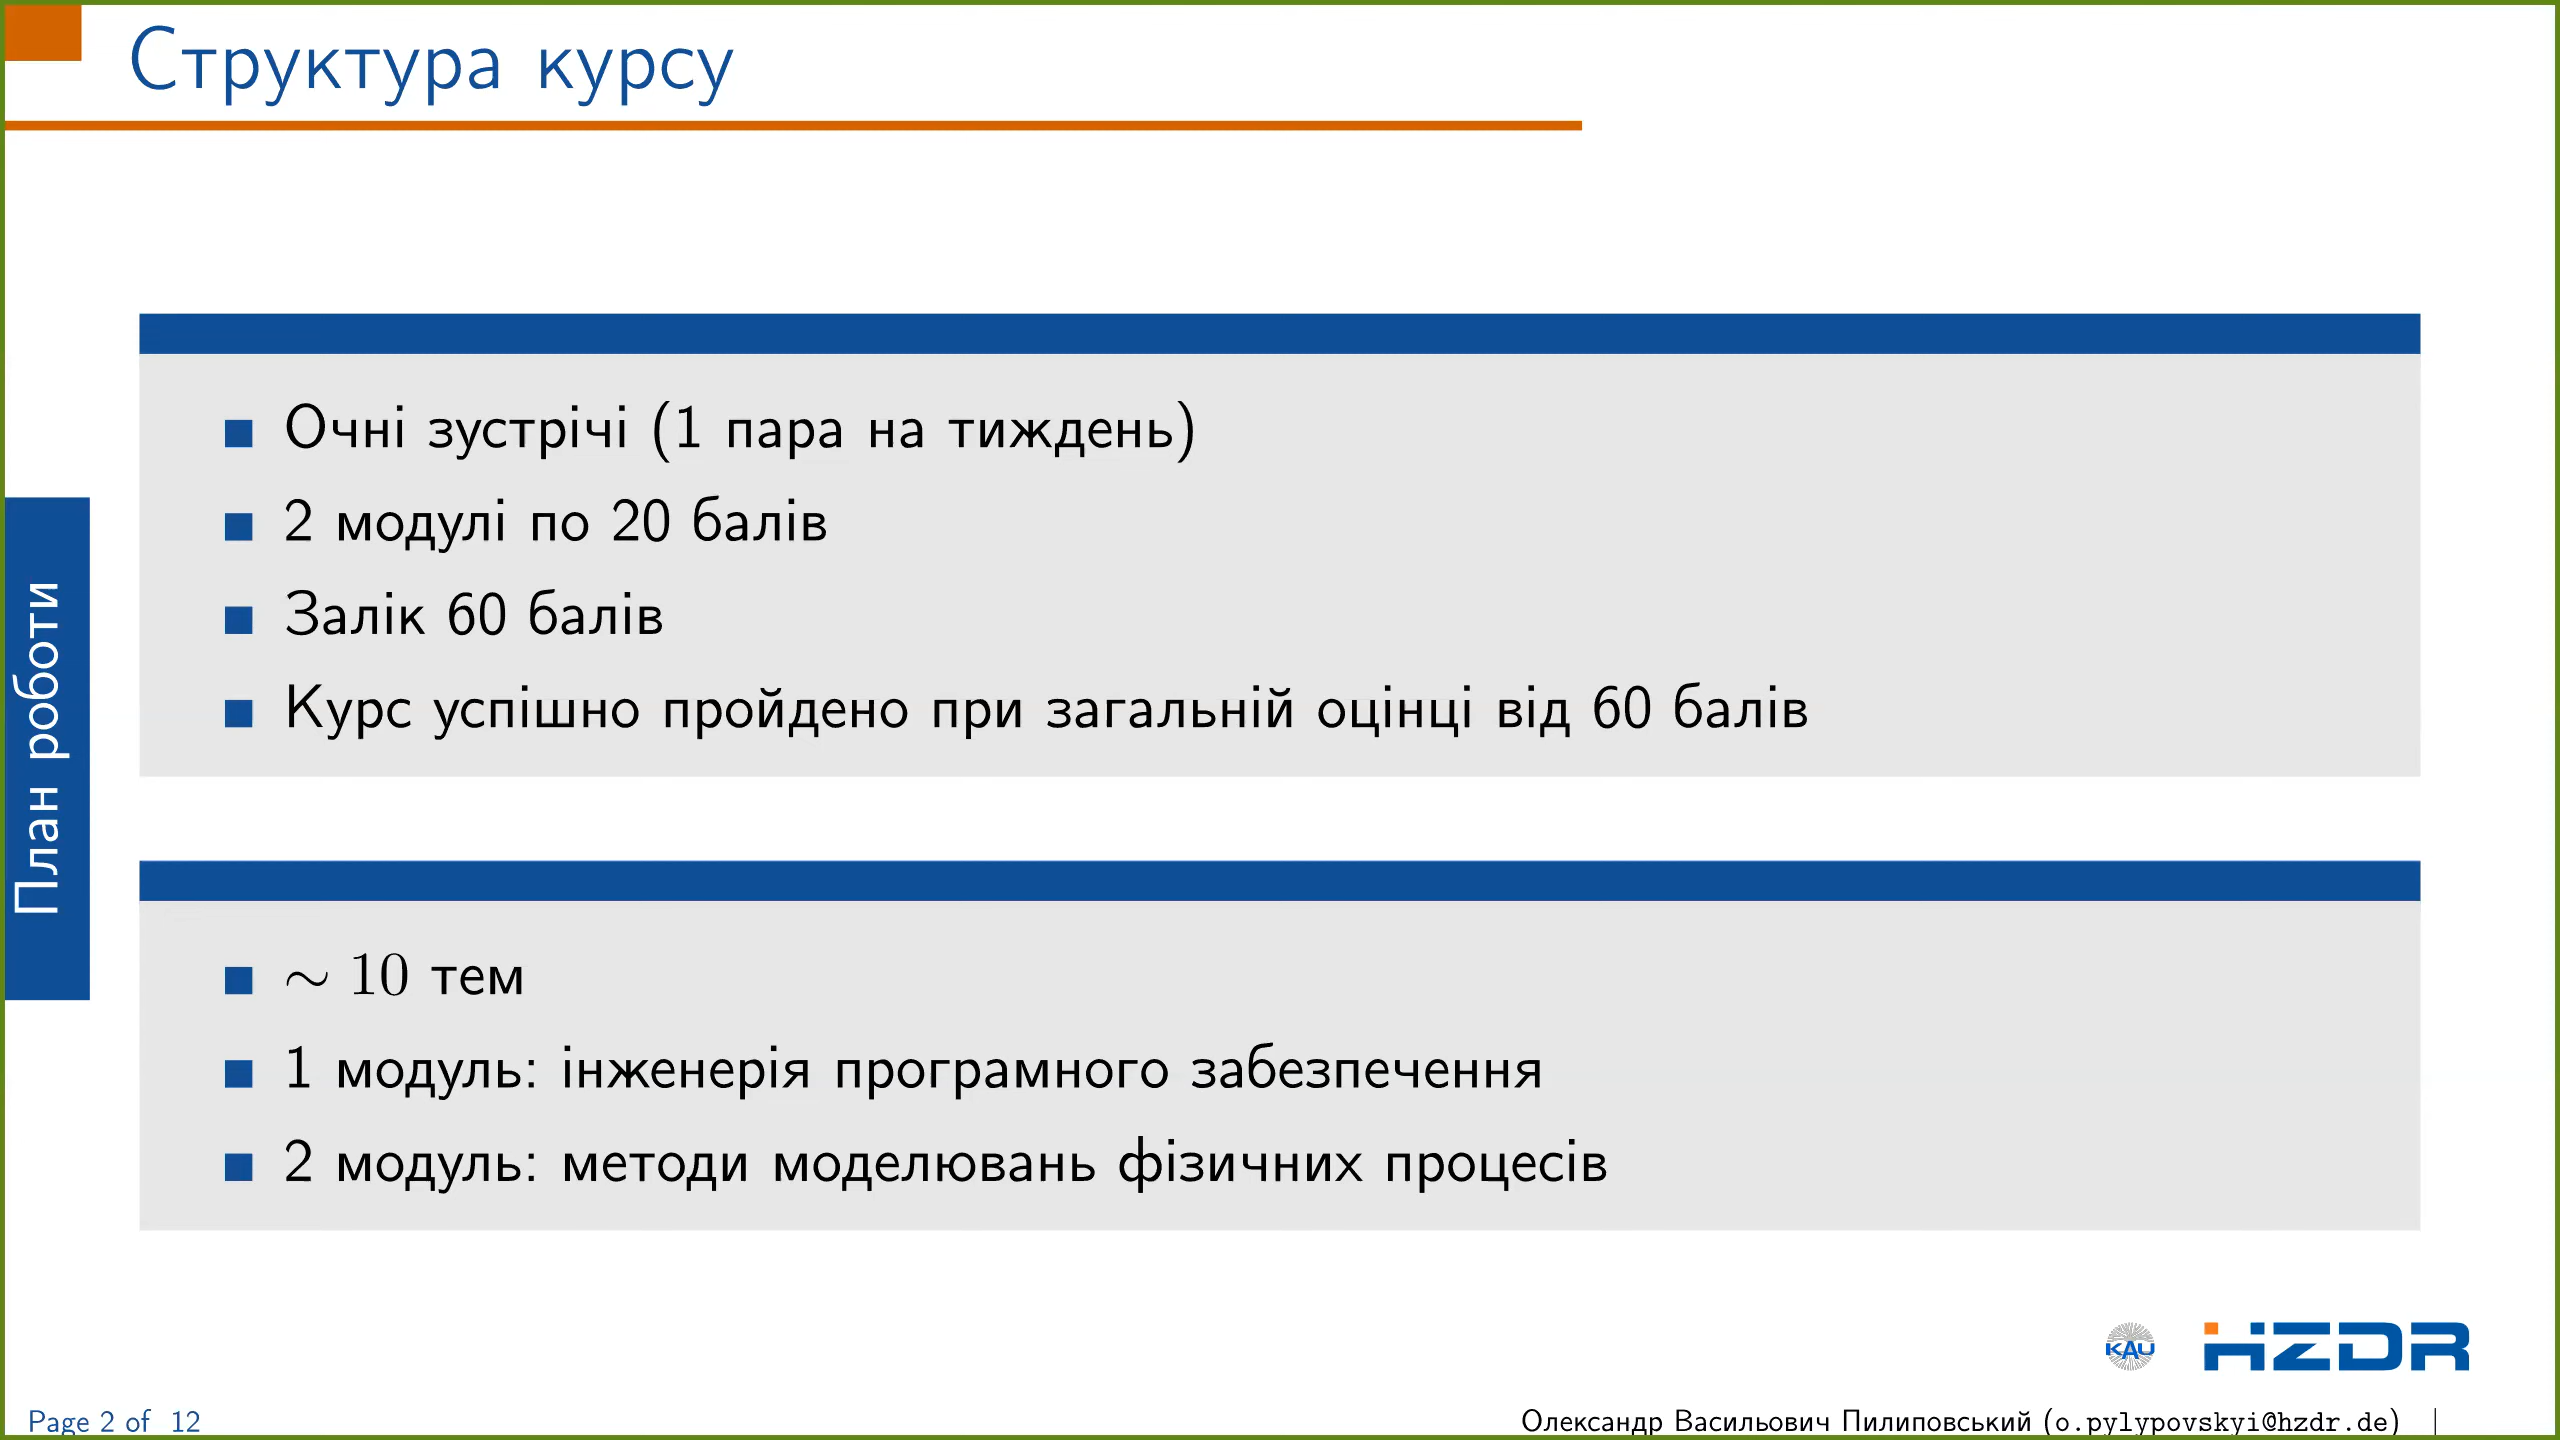 Структура курсу
Очні зустрічі (1 пара на тиждень)
2 модулі по 20 балів
Залік 60 балів
Курс успішно пройдено при загальній оцінці від 60 балів
План роботи
∼ 10 тем
1 модуль: інженерія програмного забезпечення
2 модуль: методи моделювань фізичних процесів
KAU
HZDR
Page 2 of 12
Олександр Васильович Пилиповський (o.pylypovskyi@hzdr.de) |